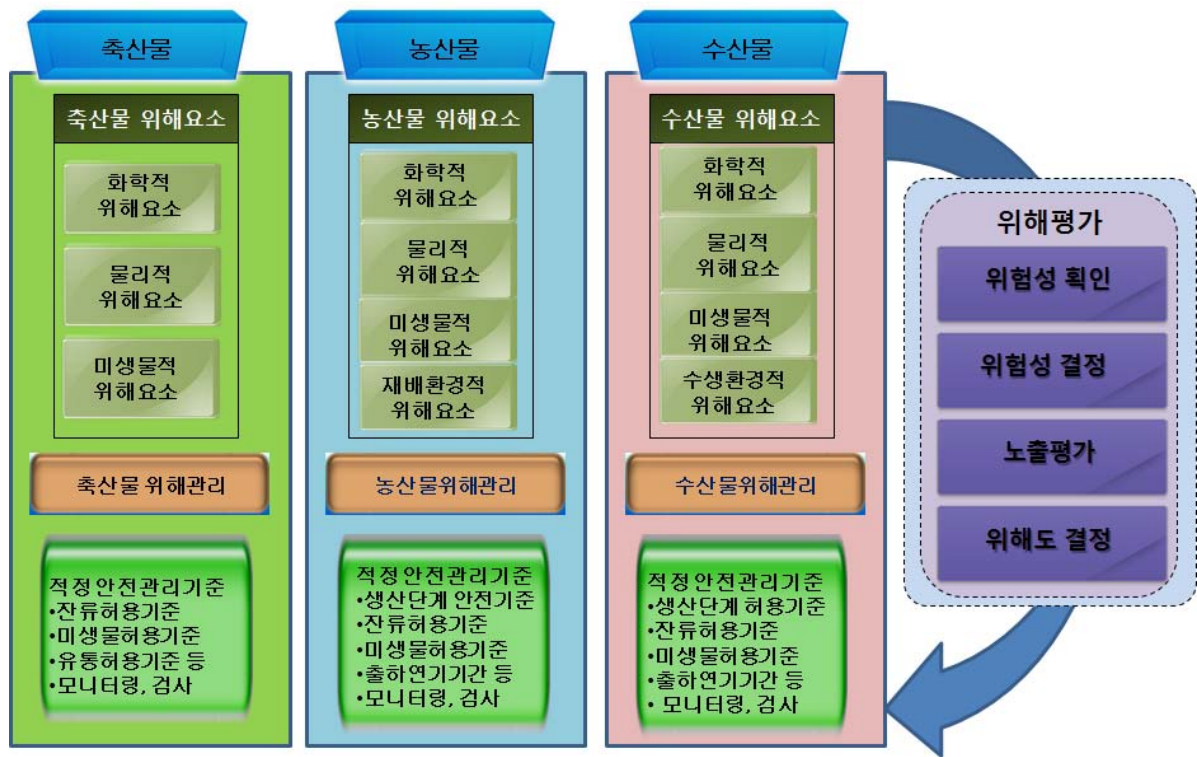 축산물
축산물 위해요소
화학적
위해요소
물리적
위해요소
미생물적
위해요소
축산물 위해관리
적정안전관리기준
•잔류허용기준
•미생물허용기준
•유통허용기준 등
•모니터링, 검사
농산물
농산물 위해요소
화학적
위해요소
물리적
위해요소
미생물적
위해요소
재배환경적
위해요소
농산물위해관리
적정안전관리기준
•생산단계 안전기준
•잔류허용기준
•미생물허용기준
•출하연기기간 등
•모니터링, 검사
수산물
수산물 위해요소
화학적
위해요소
물리적
위해요소
미생물적
위해요소
수생환경적
위해요소
수산물위해관리
적정안전관리기준
•생산단계 허용기준
•잔류허용기준
•미생물허용기준
•출하연기기간 등
• 모니터링, 검사
위해평가
위험성 확인
위험성 결정
노출평가
위해도 결정